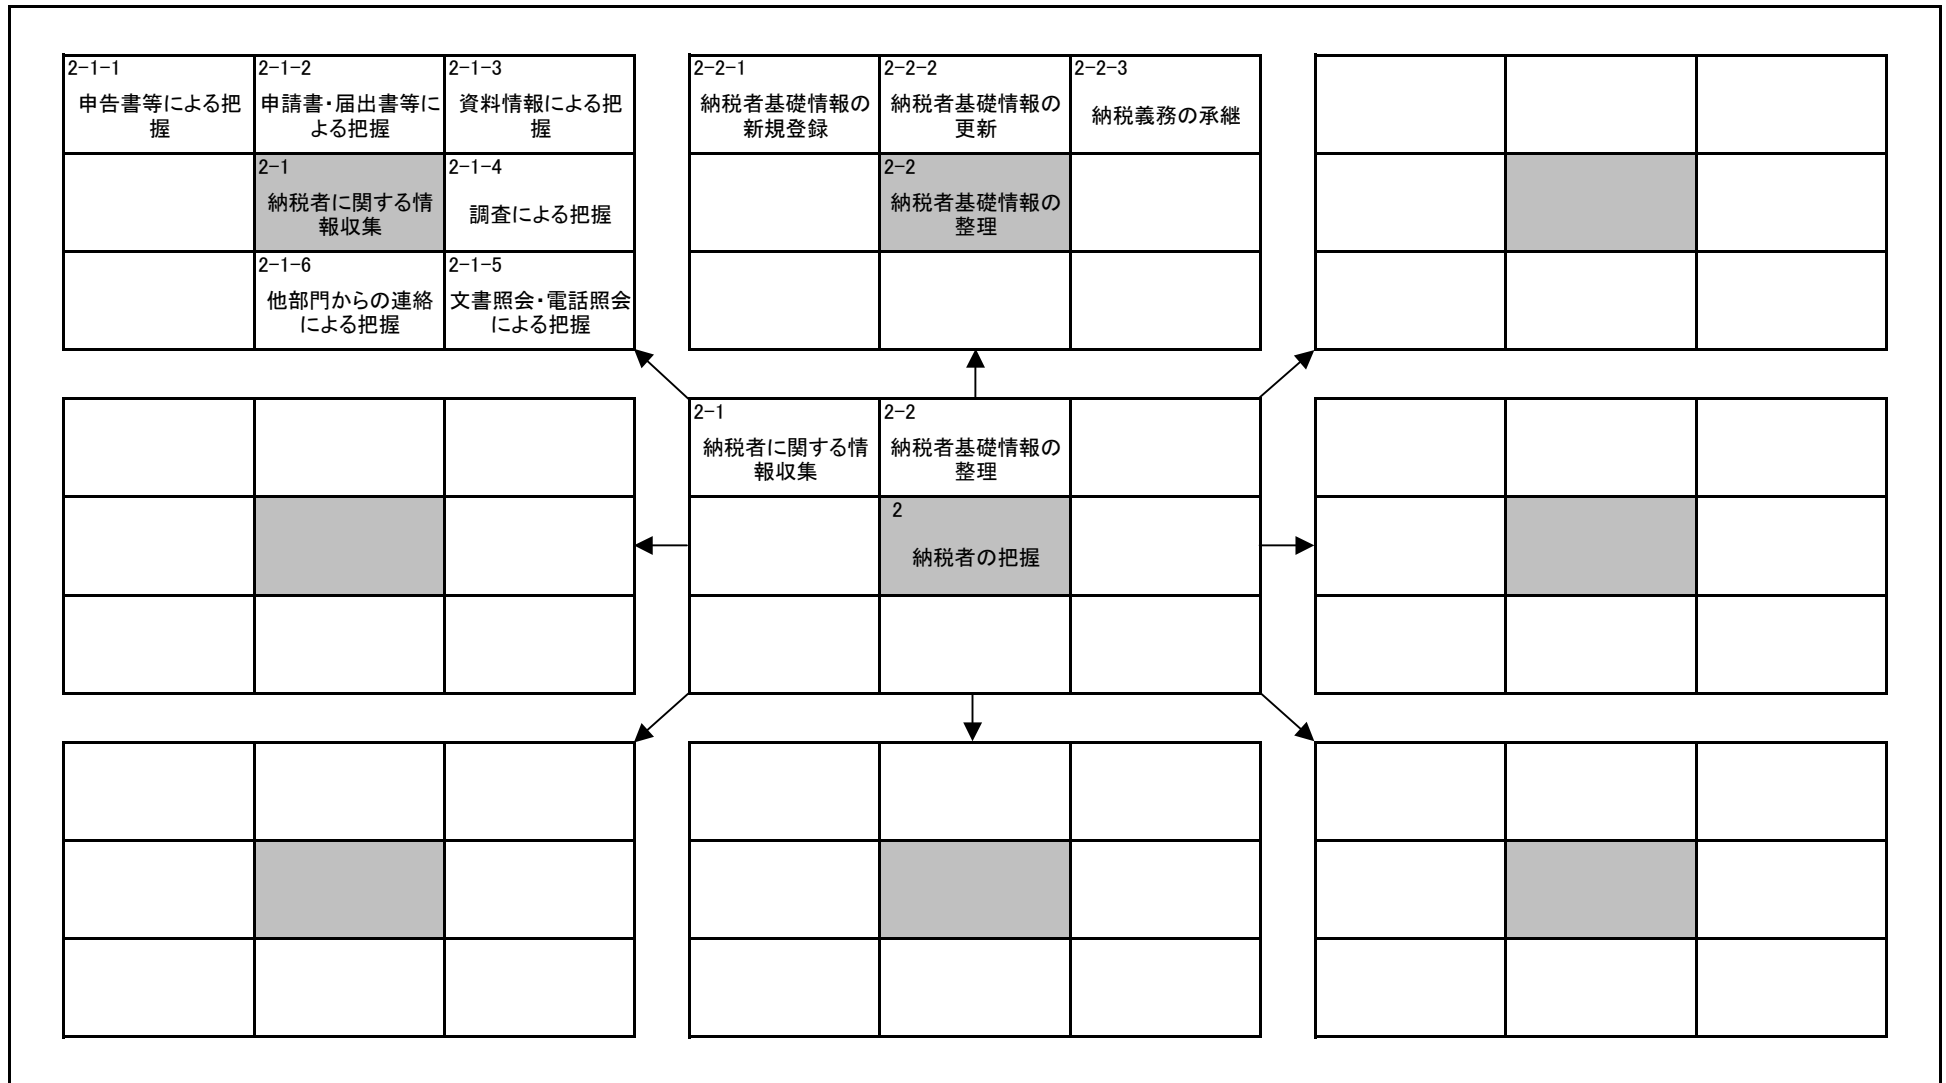 2-1-1
申告書等による把
握
2-1-2
申請書・届出書等に
よる把握
2-1-3
資料情報による把
握
2-1
納税者に関する情
報収集
2-1-4
調査による把握
2-1-6
他部門からの連絡
による把握
2-1-5
文書照会・電話照会
による把握
2-2-1
納税者基礎情報の
新規登録
2-2-2
納税者基礎情報の
更新
2-2-3
納税義務の承継
2-2
納税者基礎情報の
整理
2-1
納税者に関する情
報収集
2-2
納税者基礎情報の
整理
2
納税者の把握